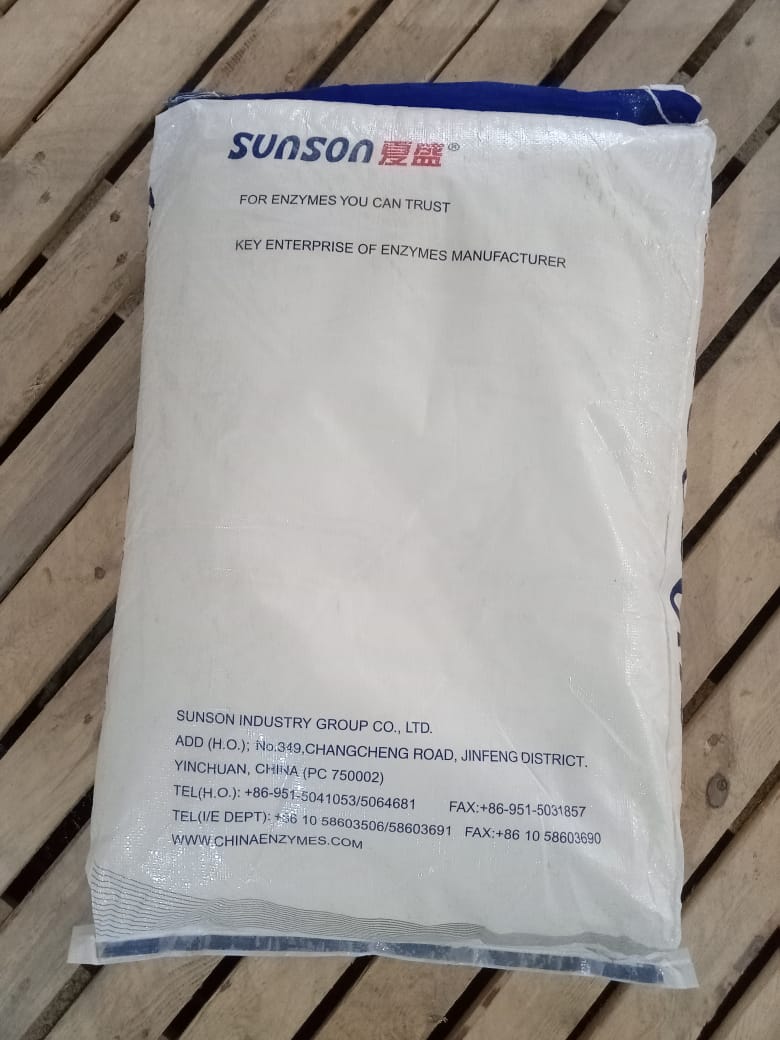 SUNSON 夏盛®
FOR ENZYMES YOU CAN TRUST
KEY ENTERPRISE OF ENZYMES MANUFACTURER
SUNSON INDUSTRY GROUP CO., LTD.
ADD (H.O.); No.349,CHANGCHENG ROAD, JINFENG DISTRICT.
YINCHUAN, CHINA (PC 750002)
TEL(H.O.): +86-951-5041053/5064681 FAX:+86-951-5031857
TEL(I/E DEPT): +86 10 58603506/58603691 FAX:+86 10 58603690
WWW.CHINAENZYMES.COM